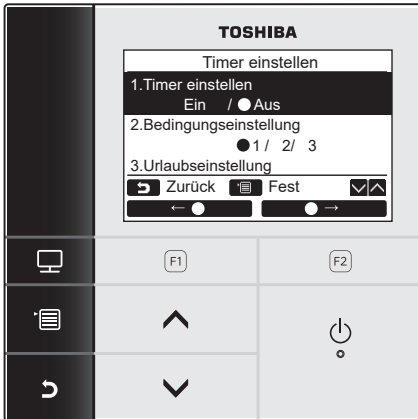 TOSHIBA
Timer einstellen
1.Timer einstellen
Ein / ●Aus
2.Bedingungseinstellung
●1 / 2/ 3
3.Urlaubseinstellung
Zurück Fest
← ● ● →
F1 F2